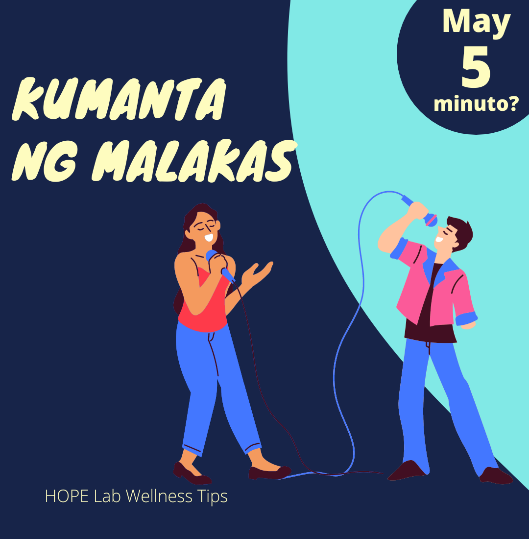 May
5
minuto?
KUMANTA
NG MALAKAS
HOPE Lab Wellness Tips